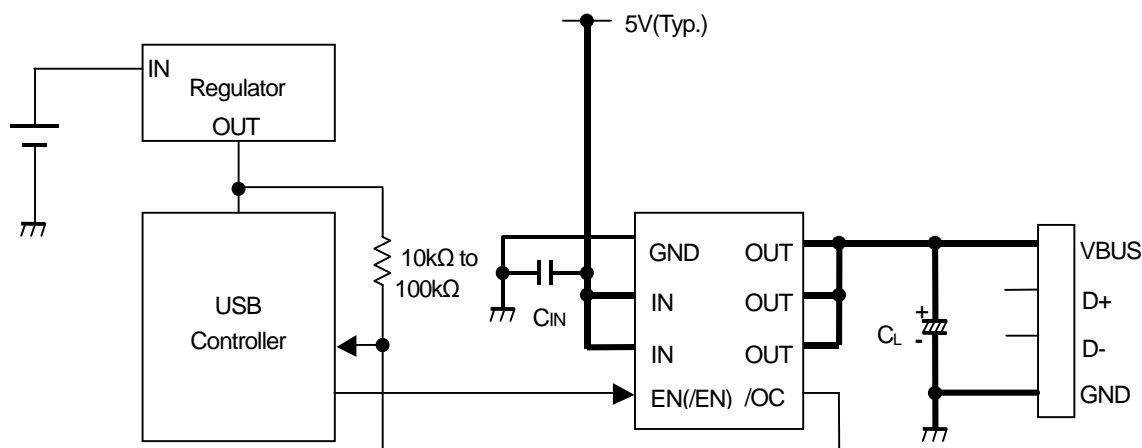 5V(Typ.)
IN
Regulator
OUT
10kΩ to
100kΩ
USB
Controller
CIN
GND OUT
IN OUT
IN OUT
EN(/EN) /OC
+
CL
-
VBUS
D+
D-
GND